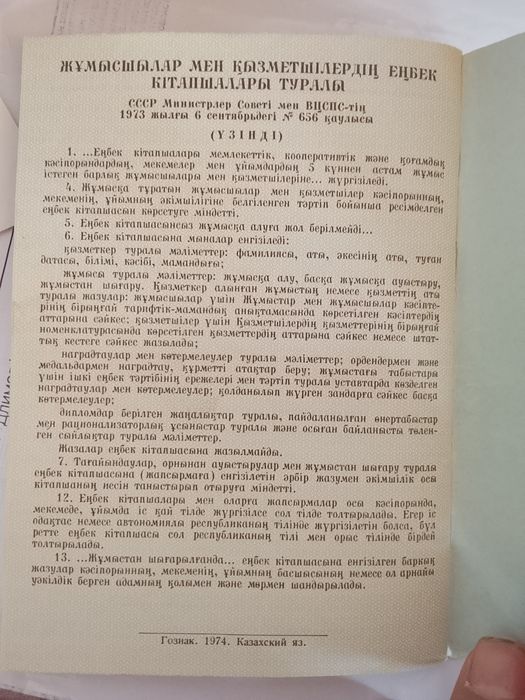 ЖҰМЫСШЫЛАР МЕН ҚЫЗМЕТШІЛЕРДІҢ ЕҢБЕК
КІТАПШАЛАРЫ ТУРАЛЫ
СССР Министрлер Советі мен ВЦСПС-тің
1973 жылғы 6 сентябрьдегі № 656 қаулысы
(ҮЗІНДІ)
1. ...Еңбек кітапшалары мемлекеттік, кооперативтік және қоғамдық
кәсіпорындардың, мекемелер мен ұйымдардың 5 күннен астам жұмыс
істеген барлық жұмысшылары мен қызметшілеріне... жүргізіледі.
4. Жұмысқа тұратын жұмысшылар мен қызметшілер кәсіпорынның,
мекеменің, ұйымның әкімшілігіне белгіленген тәртіп бойынша ресімделген
еңбек кітапшасын көрсетуге міндетті.
5. Еңбек кітапшасынсыз жұмысқа алуға жол берілмейді...
6. Еңбек кітапшасына мыналар енгізіледі:
қызметкер туралы мәліметтер: фамилиясы, аты, әкесінің аты, туған
датасы, білімі, кәсібі, мамандығы;
жұмысы туралы мәліметтер: жұмысқа алу, басқа жұмысқа ауыстыру,
жұмыстан шығару. Қызметкер алынған жұмыстың немесе қызметтің аты
туралы жазулар: жұмысшылар үшін Жұмыстар мен жұмысшылар кәсіпте-
рінің бірыңғай тарифтік-мамандық анықтамасында көрсетілген кәсіптердің
аттарына сәйкес; қызметшілер үшін Қызметшілердің қызметтерінің бірыңғай
номенклатурасында көрсетілген қызметтердің аттарына сәйкес немесе штат-
тық кестеге сәйкес жазылады;
наградтаулар мен көтермелеулер туралы мәліметтер; ордендермен және
медальдармен наградтау, құрметті атақтар беру; жұмыстағы табыстары
үшін ішкі еңбек тәртібінің ережелері мен тәртіп туралы уставтарда көзделген
наградтаулар мен көтермелеулер; қолданылып жүрген заңдарға сәйкес басқа
көтермелеулер;
дипломдар берілген жаңалықтар туралы, пайдаланылған өнертабыстар
мен рационализаторлық ұсыныстар туралы және осыған байланысты төлен-
ген сыйлықтар туралы мәліметтер.
Жазалар еңбек кітапшасына жазылмайды.
7. Тағайындаулар, орнынан ауыстырулар мен жұмыстан шығару туралы
еңбек кітапшасына (жапсырмаға) енгізілетін әрбір жазумен әкімшілік осы
кітапшаның иесін таныстырып отыруға міндетті.
12. Еңбек кітапшалары мен оларға жапсырмалар осы кәсіпорында,
мекемеде, ұйымда іс қай тілде жүргізілсе сол тілде толтырылады. Егер іс
одақтас немесе автономиялы республиканың тілінде жүргізілетін болса, бұл
ретте еңбек кітапшасы сол республиканың тілі мен орыс тілінде бірдей
толтырылады.
13. ...Жұмыстан шығарылғанда... еңбек кітапшасына енгізілген барлық
жазулар кәсіпорынның, мекеменің, ұйымның басшысының немесе ол арнайы
уәкілдік берген адамның қолымен және мөрмен шандырылады.
Гознак. 1974. Казахский яз.